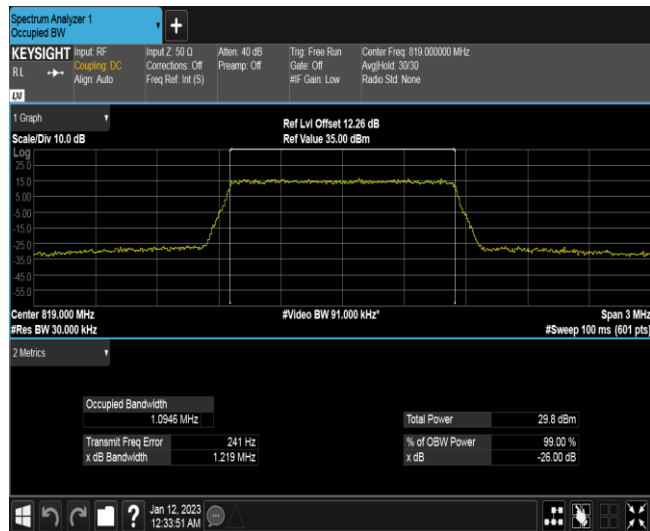 Spectrum Analyzer 1
Occupied BW
+
KEYSIGHT
RL
LXI
Input: RF
Coupling: DC
Align: Auto
Input Z: 50 Ω
Corrections: Off
Freq Ref: Int (S)
Atten: 40 dB
Preamp: Off
Trig: Free Run
Gate: Off
#IF Gain: Low
Center Freq: 819.000000 MHz
Avg|Hold: 30/30
Radio Std: None
1 Graph
Scale/Div 10.0 dB
Ref Lvl Offset 12.26 dB
Ref Value 35.00 dBm
Log
25.0
15.0
5.00
-5.00
-15.0
-25.0
-35.0
-45.0
-55.0
Center 819.000 MHz
#Res BW 30.000 kHz
#Video BW 91.000 kHz*
Span 3 MHz
#Sweep 100 ms (601 pts)
2 Metrics
Occupied Bandwidth
1.0946 MHz
Total Power 29.8 dBm
Transmit Freq Error 241 Hz
% of OBW Power 99.00 %
x dB Bandwidth 1.219 MHz
x dB -26.00 dB
?
Jan 12, 2023
12:33:51 AM